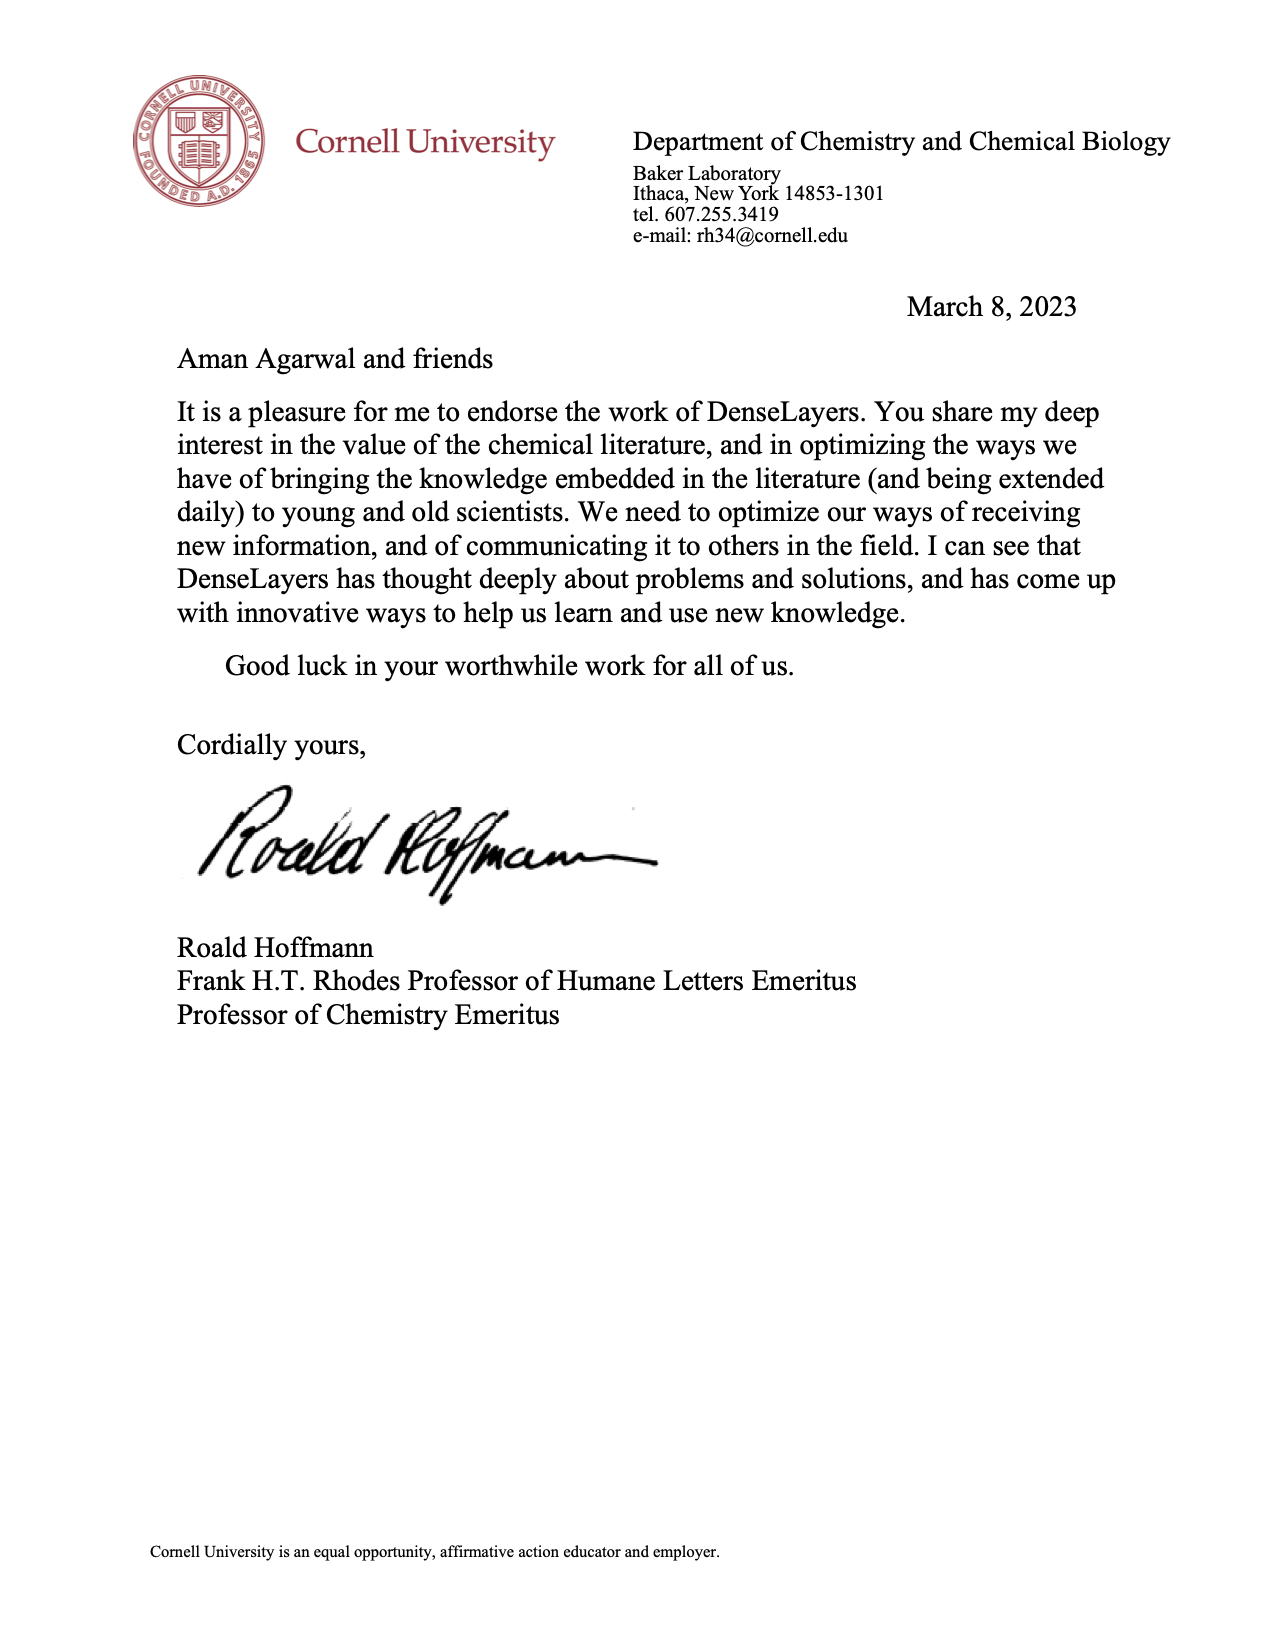 CORNELL UNIVERSITY
FOUNDED A.D. 1865
Cornell University
Department of Chemistry and Chemical Biology
Baker Laboratory
Ithaca, New York 14853-1301
tel. 607.255.3419
e-mail: rh34@cornell.edu
March 8, 2023
Aman Agarwal and friends
It is a pleasure for me to endorse the work of DenseLayers. You share my deep
interest in the value of the chemical literature, and in optimizing the ways we
have of bringing the knowledge embedded in the literature (and being extended
daily) to young and old scientists. We need to optimize our ways of receiving
new information, and of communicating it to others in the field. I can see that
DenseLayers has thought deeply about problems and solutions, and has come up
with innovative ways to help us learn and use new knowledge.
Good luck in your worthwhile work for all of us.
Cordially yours,
Roald Hoffmann
Roald Hoffmann
Frank H.T. Rhodes Professor of Humane Letters Emeritus
Professor of Chemistry Emeritus
Cornell University is an equal opportunity, affirmative action educator and employer.